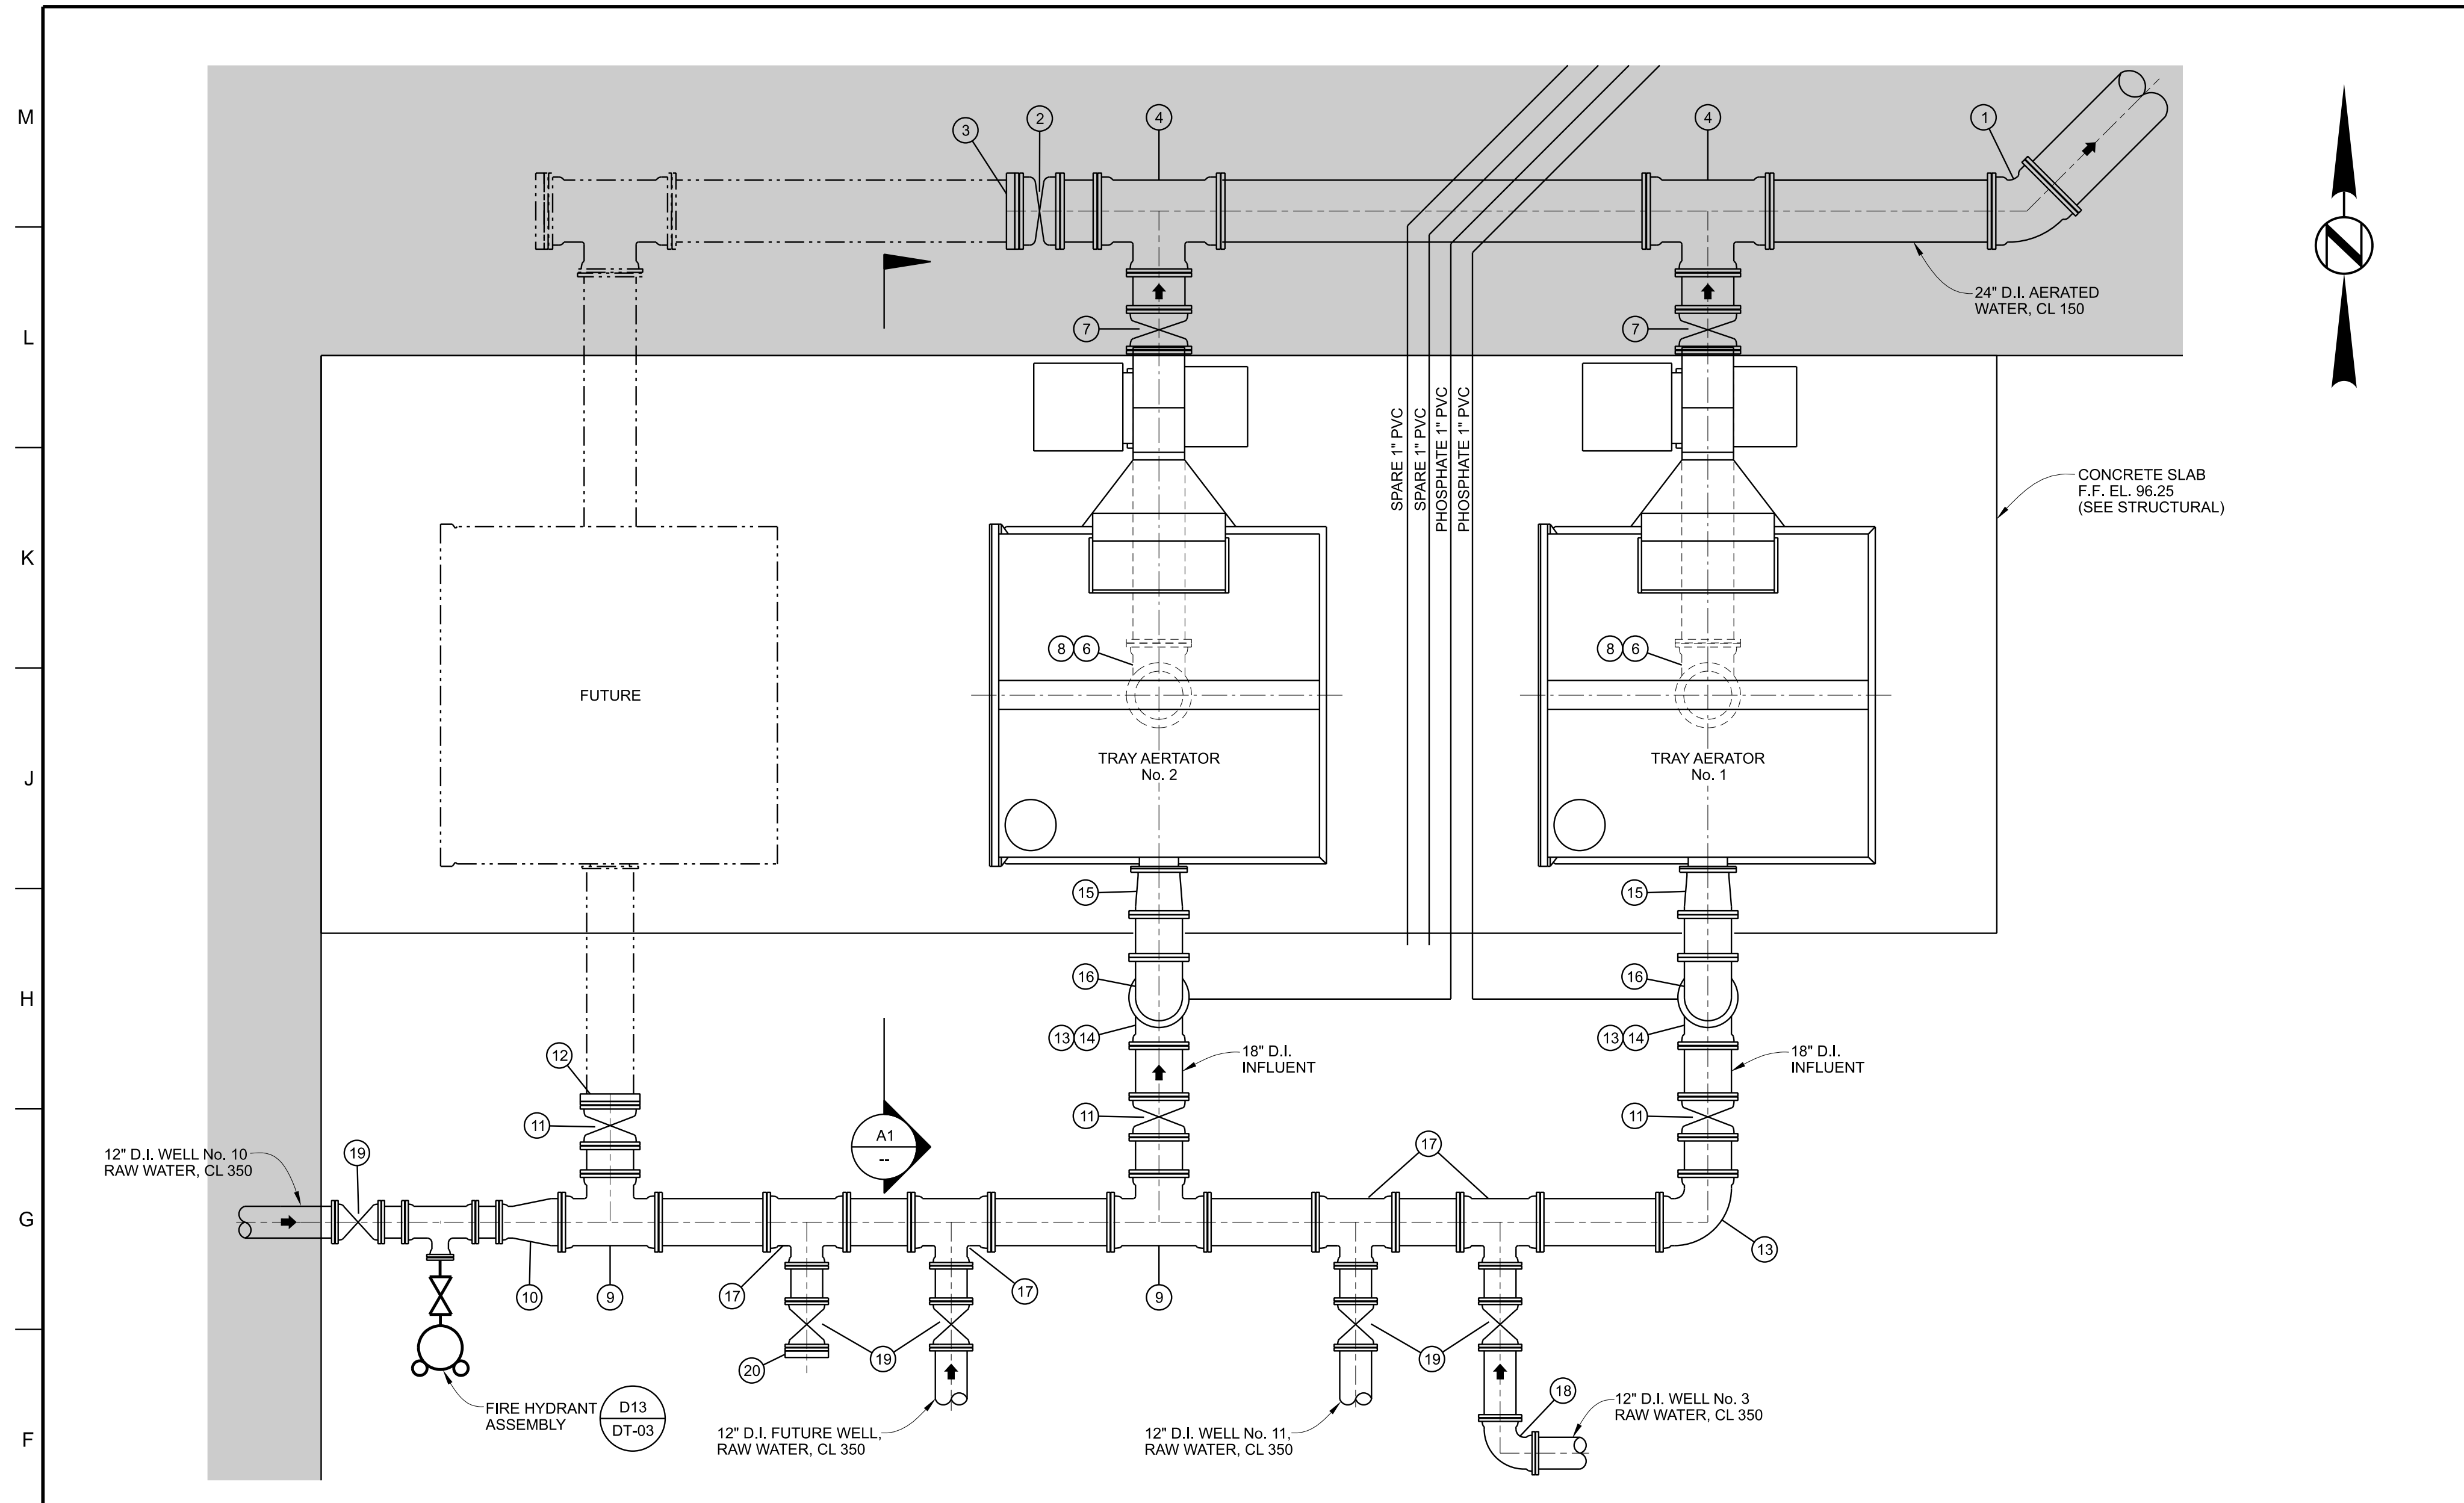 M
3
2
4
4
1
N
24" D.I. AERATED
WATER, CL 150
L
7
7
SPARE 1" PVC
SPARE 1" PVC
PHOSPHATE 1" PVC
PHOSPHATE 1" PVC
CONCRETE SLAB
F.F. EL. 96.25
(SEE STRUCTURAL)
K
8 6
8 6
FUTURE
TRAY AERTATOR
No. 2
TRAY AERATOR
No. 1
J
15
15
16
16
H
13 14
13 14
12
18" D.I.
INFLUENT
18" D.I.
INFLUENT
11
11
11
A1
--
17
12" D.I. WELL No. 10
RAW WATER, CL 350
19
G
13
10
9
17
17
9
20
19
19
FIRE HYDRANT
ASSEMBLY
D13
DT-03
18
12" D.I. WELL No. 3
RAW WATER, CL 350
12" D.I. FUTURE WELL,
RAW WATER, CL 350
12" D.I. WELL No. 11,
RAW WATER, CL 350
F